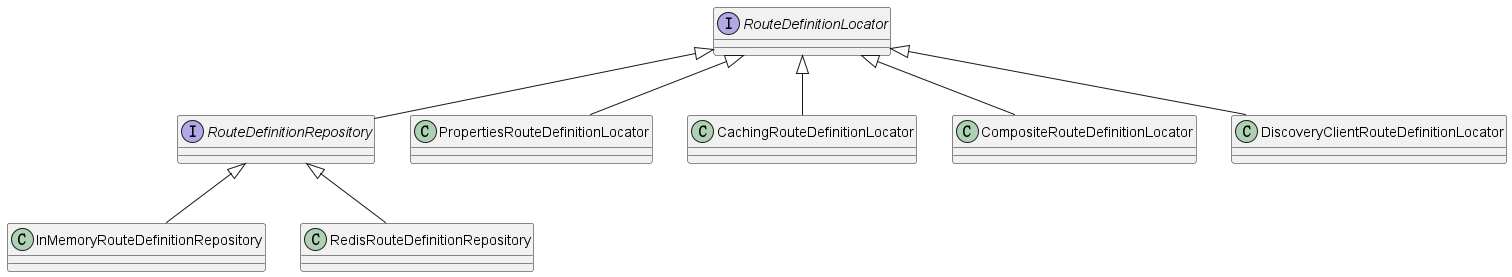 I RouteDefinitionLocator
I RouteDefinitionRepository
C PropertiesRouteDefinitionLocator
C CachingRouteDefinitionLocator
C CompositeRouteDefinitionLocator
C DiscoveryClientRouteDefinitionLocator
C InMemoryRouteDefinitionRepository
C RedisRouteDefinitionRepository